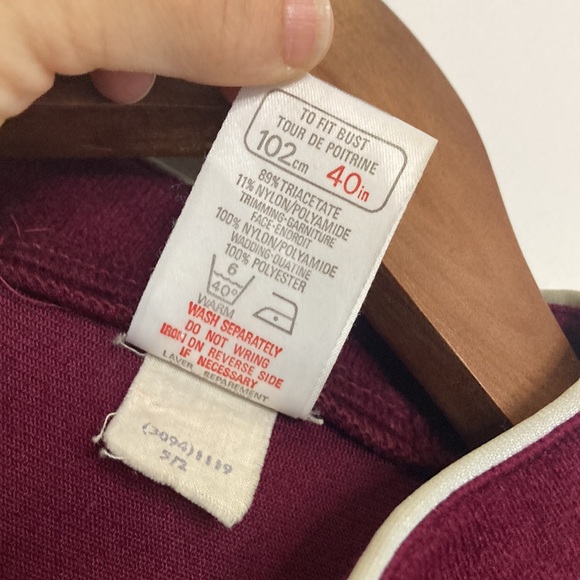 TO FIT BUST
TOUR DE POITRINE
102cm 40in
89% TRIACETATE
11% NYLON/POLYAMIDE
TRIMMING-GARNITURE
FACE-ENDROIT
100% NYLON/POLYAMIDE
WADDING-OUATINE
100% POLYESTER
6
40°
WARM
WASH SEPARATELY
DO NOT WRING
IRON ON REVERSE SIDE
IF NECESSARY
LAVER SEPAREMENT
(3094)1119
5/2